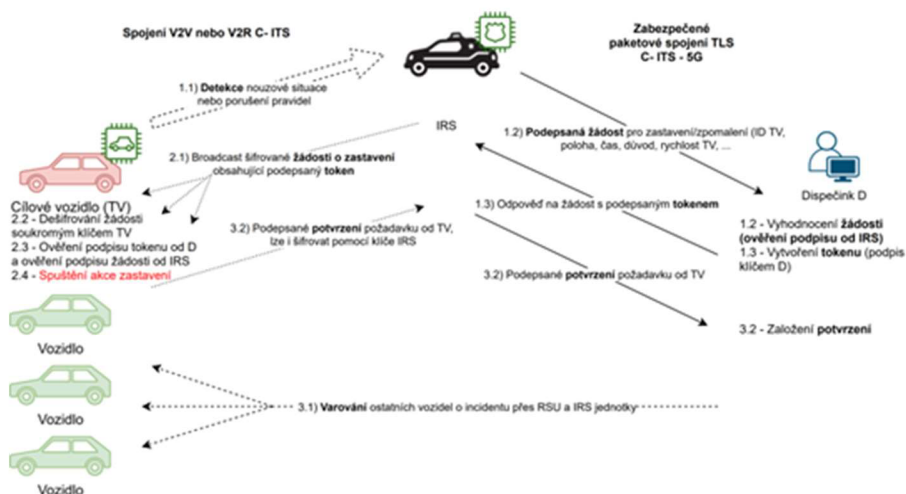 Spojení V2V nebo V2R C- ITS
Zabezpečené
paketové spojení TLS
C- ITS - 5G
1.1) Detekce nouzové situace
nebo porušení pravidel
IRS
1.2) Podepsaná žádost pro zastavení/zpomalení (ID TV,
poloha, čas, důvod, rychlost TV, ...
2.1) Broadcast šifrované žádosti o zastavení
obsahující podepsaný token
Dispečink D
Cílové vozidlo (TV)
2.2 - Dešifrování žádosti
soukromým klíčem TV
2.3 - Ověření podpisu tokenu od D
a ověření podpisu žádosti od IRS
2.4 - Spuštění akce zastavení
3.2) Podepsané potvrzení požadavku od TV,
lze i šifrovat pomocí klíče IRS
1.3) Odpověď na žádost s podepsaným tokenem
1.2 - Vyhodnocení žádosti
(ověření podpisu od IRS)
1.3 - Vytvoření tokenu (podpis
klíčem D)
3.2) Podepsané potvrzení požadavku od TV
3.2 - Založení potvrzení
Vozidlo
Vozidlo
3.1) Varování ostatních vozidel o incidentu přes RSU a IRS jednotky
Vozidlo